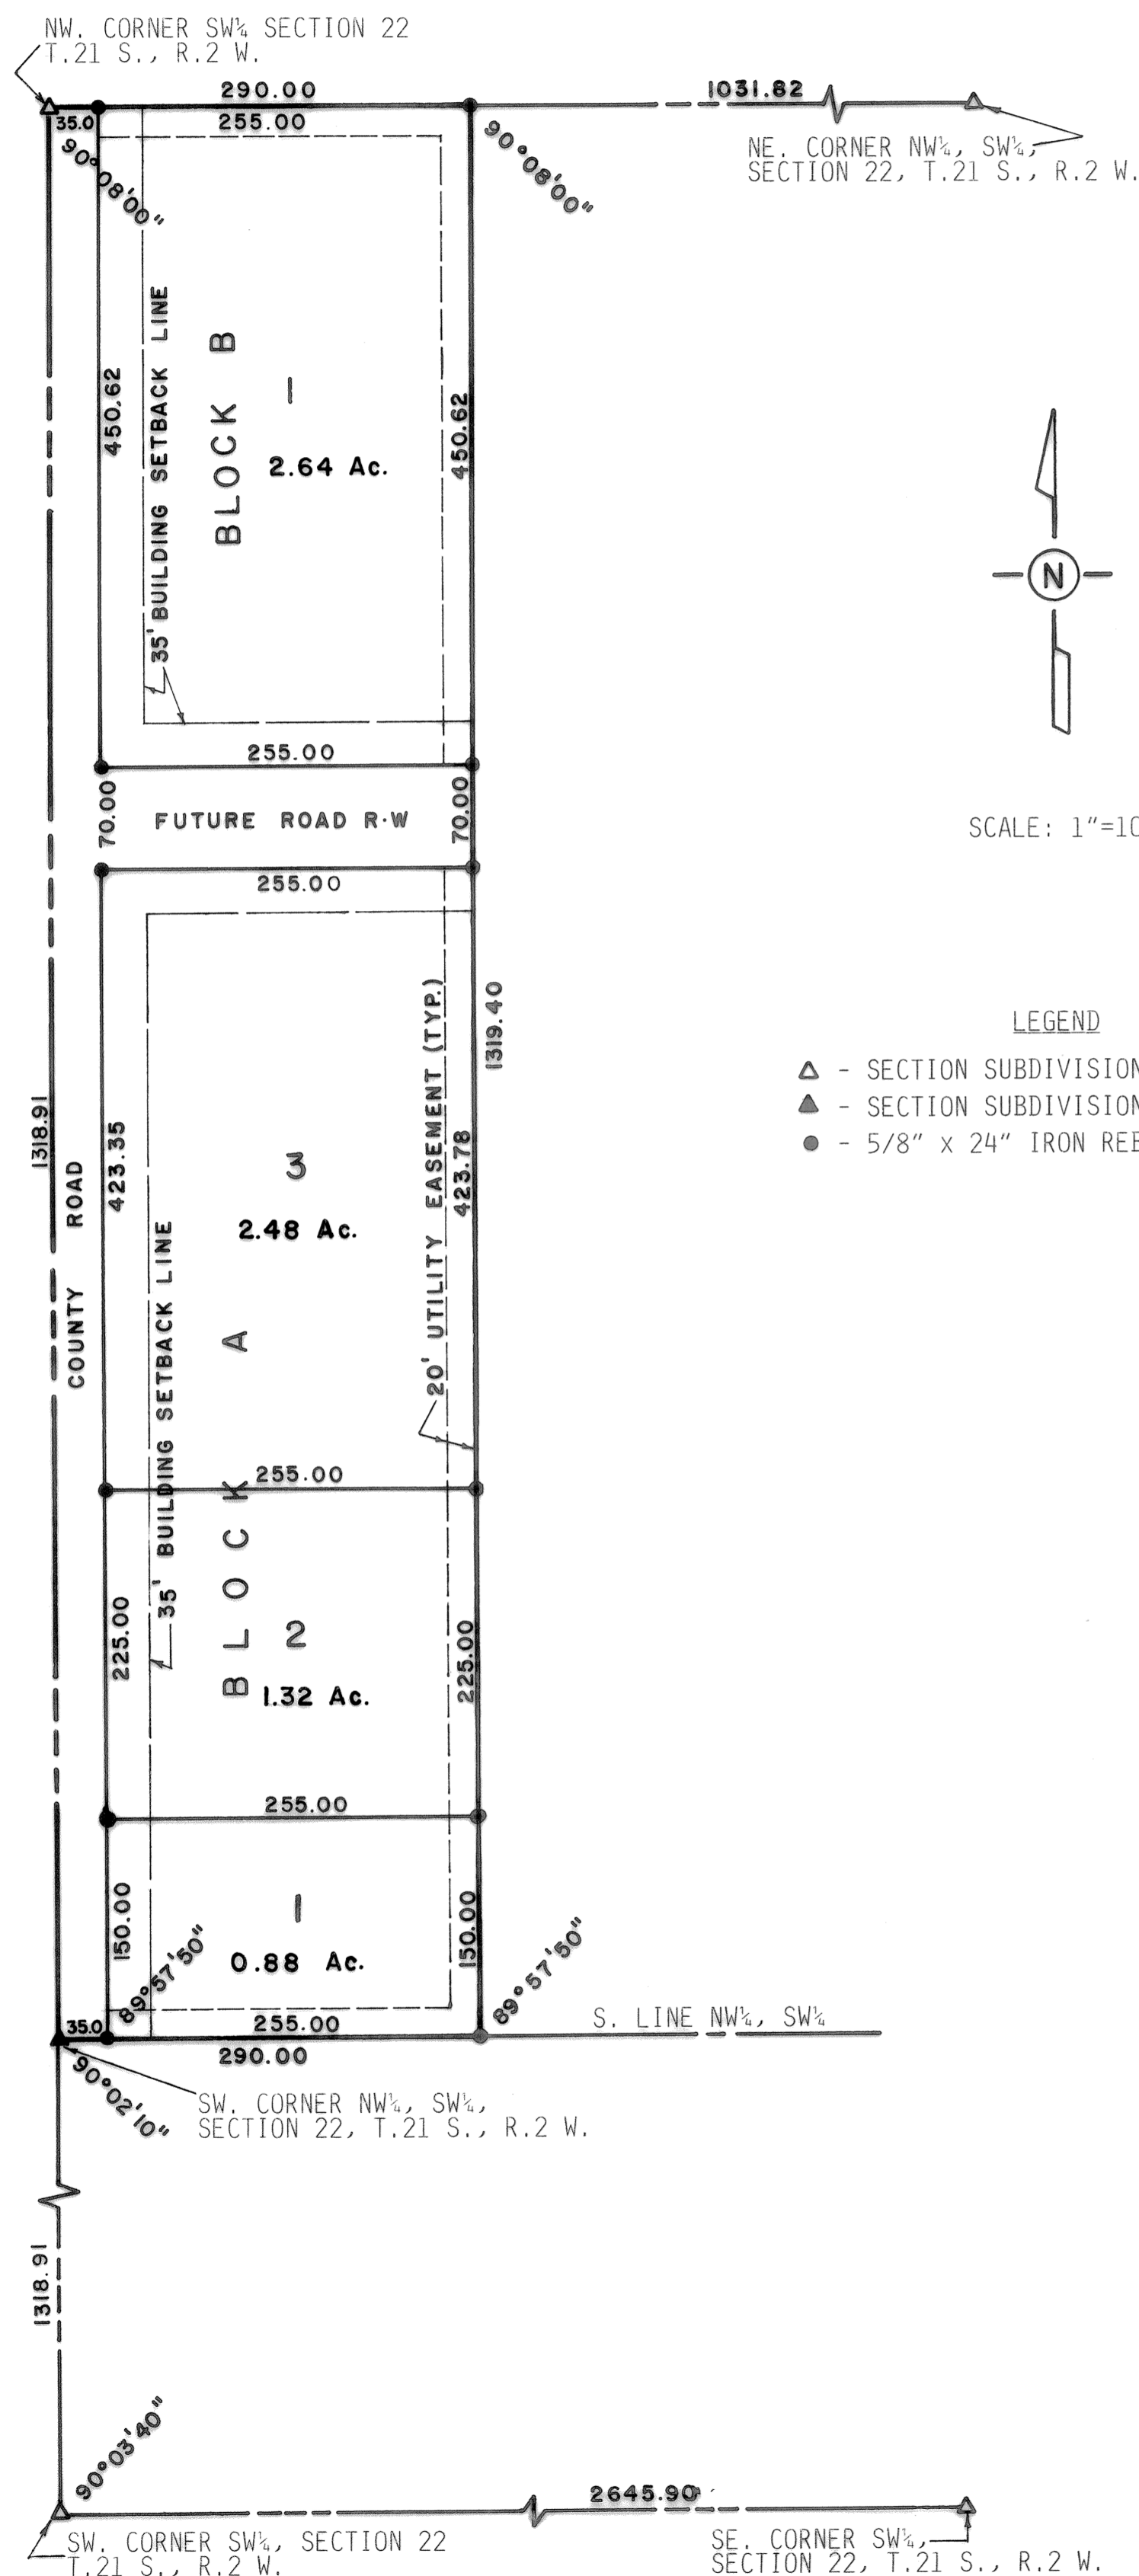 NW. CORNER SW¼ SECTION 22
T.21 S., R.2 W.
290.00
1031.82
35.0
255.00
90°08'00"
90°08'00"
NE. CORNER NW¼, SW¼,
SECTION 22, T.21 S., R.2 W.
35' BUILDING SETBACK LINE
BLOCK B
1
450.62
450.62
2.64 Ac.
N
255.00
70.00
FUTURE ROAD R·W
70.00
SCALE: 1"=10
255.00
1319.40
20' UTILITY EASEMENT (TYP.)
LEGEND
- SECTION SUBDIVISION
- SECTION SUBDIVISION
- 5/8" X 24" IRON REB
1318.91
COUNTY ROAD
423.35
3
423.78
2.48 Ac.
35' BUILDING SETBACK LINE
BLOCK A
255.00
225.00
2
225.00
1.32 Ac.
255.00
150.00
1
150.00
0.88 Ac.
89°57'50"
89°57'50"
35.0
255.00
S. LINE NW¼, SW¼
290.00
90°02'10"
SW. CORNER NW¼, SW¼,
SECTION 22, T.21 S., R.2 W.
1318.91
90°03'40"
2645.90
SW. CORNER SW¼, SECTION 22
T.21 S., R.2 W.
SE. CORNER SW¼,
SECTION 22, T.21 S., R.2 W.